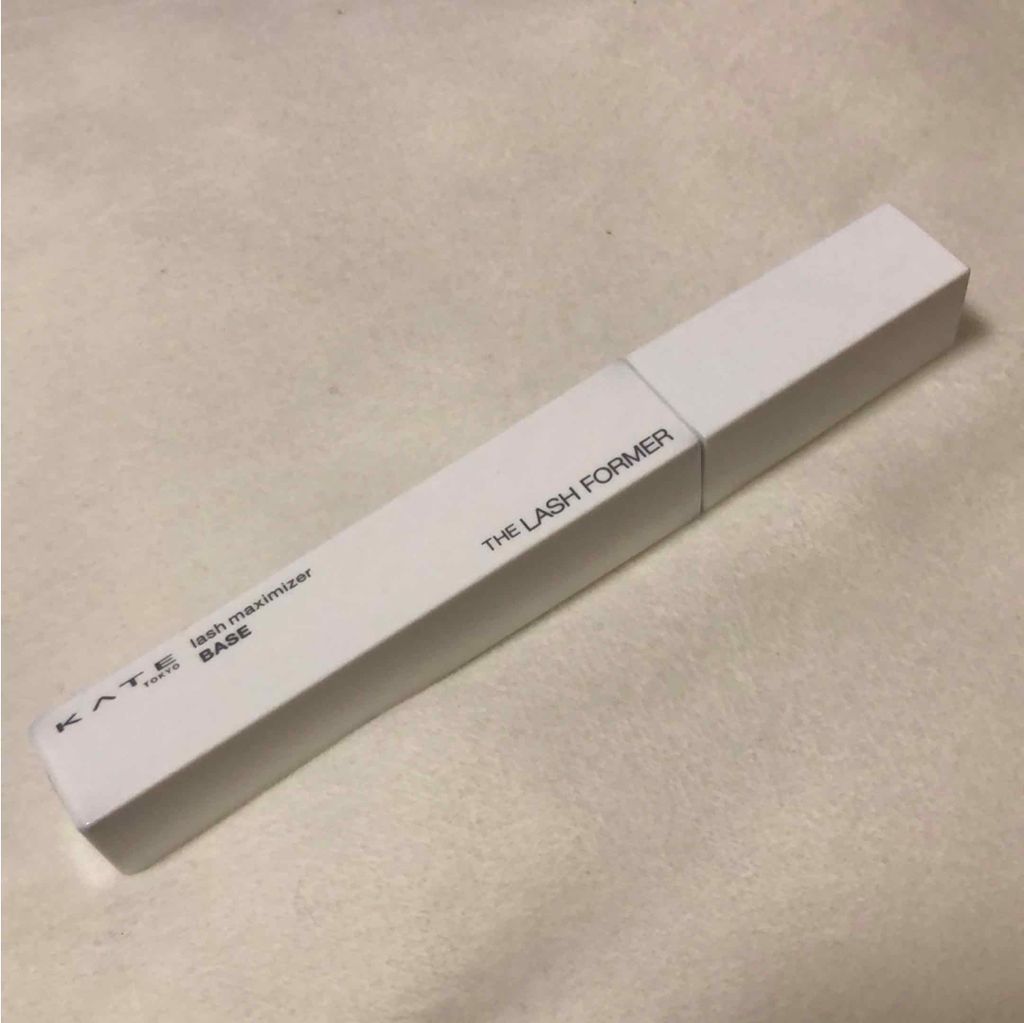 KATE
TOKYO
lash maximizer
BASE
THE LASH FORMER